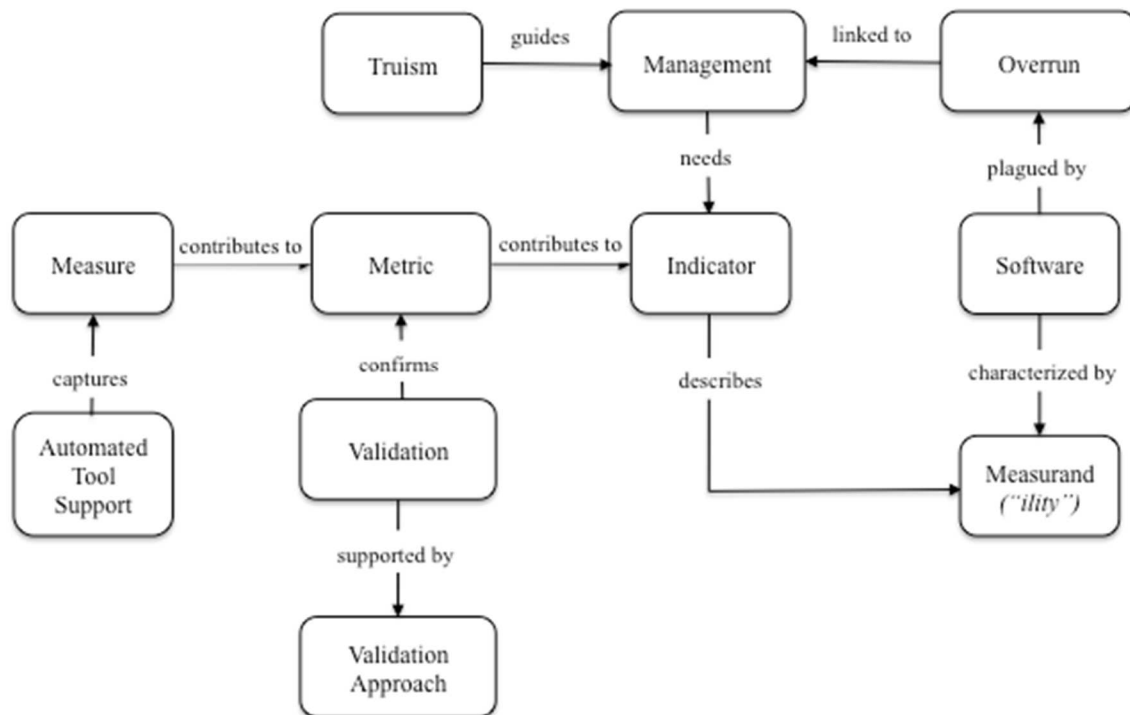 guides
linked to
Truism
Management
Overrun
needs
plagued by
contributes to
contributes to
Measure
Metric
Indicator
Software
captures
confirms
describes
characterized by
Automated
Tool
Support
Validation
Measurand
(“ility”)
supported by
Validation
Approach